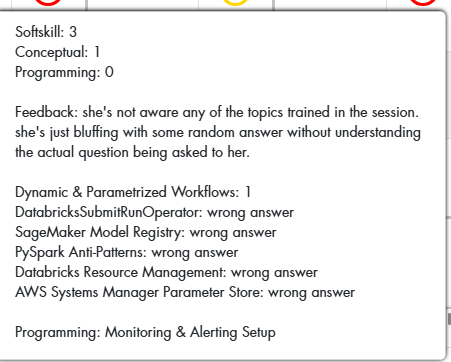 Softskill: 3
Conceptual: 1
Programming: 0
Feedback: she's not aware any of the topics trained in the session.
she's just bluffing with some random answer without understanding
the actual question being asked to her.
Dynamic & Parametrized Workflows: 1
DatabricksSubmitRunOperator: wrong answer
SageMaker Model Registry: wrong answer
PySpark Anti-Patterns: wrong answer
Databricks Resource Management: wrong answer
AWS Systems Manager Parameter Store: wrong answer
Programming: Monitoring & Alerting Setup